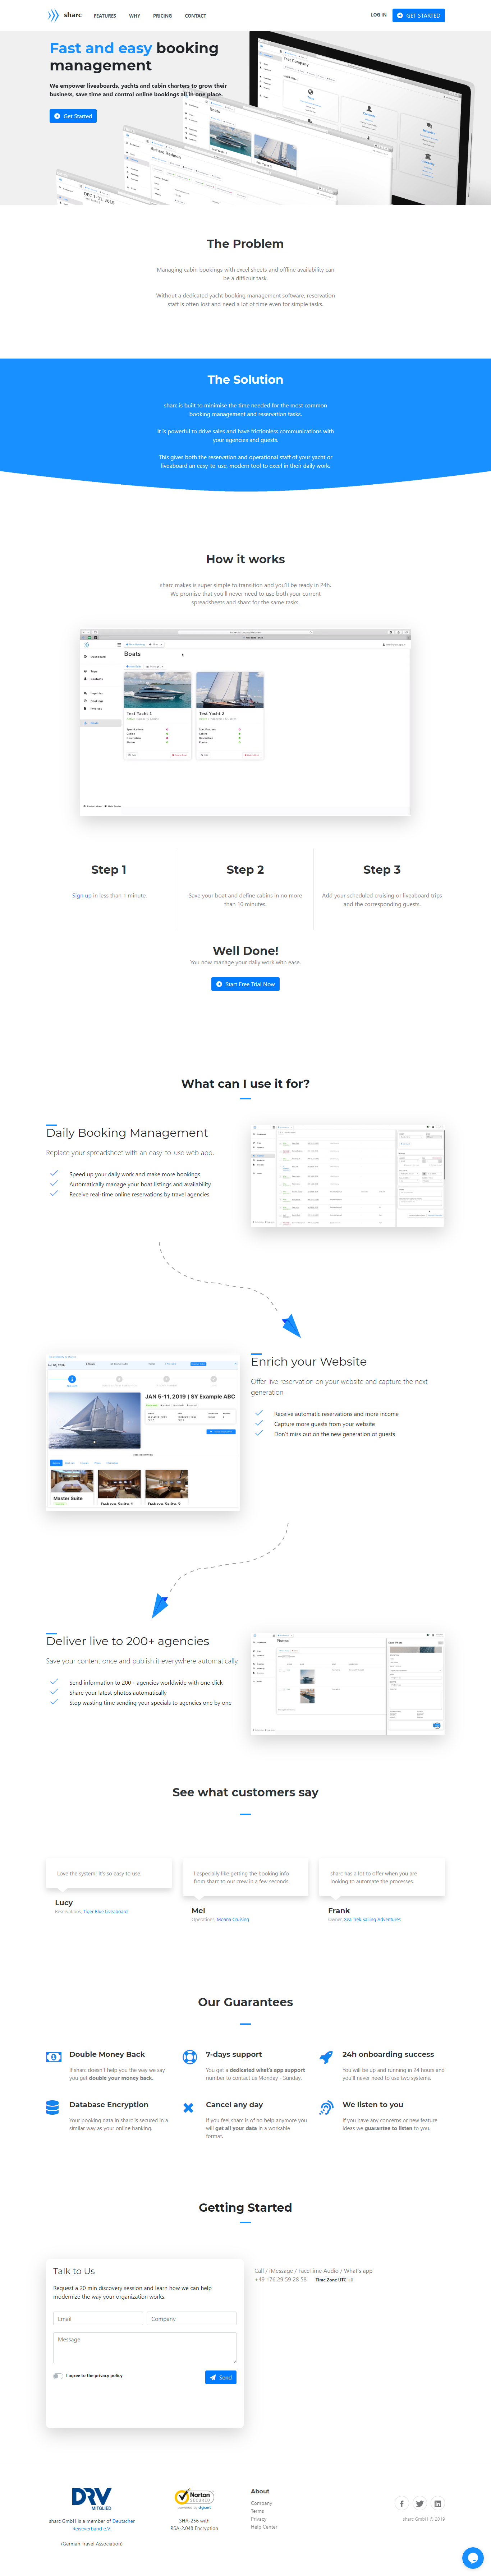 sharc
FEATURES
WHY
PRICING
CONTACT
LOG IN
GET STARTED
Fast and easy booking
management
We empower liveaboards, yachts and cabin charters to grow their
business, save time and control online bookings all in one place.
Get Started
The Problem
Managing cabin bookings with excel sheets and offline availability can
be a difficult task.
Without a dedicated yacht booking management software, reservation
staff is often lost and need a lot of time even for simple tasks.
The Solution
sharc is built to minimise the time needed for the most common
booking management and reservation tasks.
It is powerful to drive sales and have frictionless communications with
your agencies and guests.
This gives both the reservation and operational staff of your yacht or
liveaboard an easy-to-use, modern tool to excel in their daily work.
How it works
sharc makes is super simple to transition and you'll be ready in 24h.
We promise that you'll never need to use both your current
spreadsheets and sharc for the same tasks.
Boats
Test Yacht 1
Test Yacht 2
Step 1
Sign up in less than 1 minute.
Step 2
Save your boat and define cabins in no more
than 10 minutes.
Step 3
Add your scheduled cruising or liveaboard trips
and the corresponding guests.
Well Done!
You now manage your daily work with ease.
Start Free Trial Now
What can I use it for?
Daily Booking Management
Replace your spreadsheet with an easy-to-use web app.
Speed up your daily work and make more bookings
Automatically manage your boat listings and availability
Receive real-time online reservations by travel agencies
JAN 5-11, 2019 | SY Example ABC
Master Suite
Deluxe Suite 1
Deluxe Suite 2
Enrich your Website
Offer live reservation on your website and capture the next
generation
Receive automatic reservations and more income
Capture more guests from your website
Don't miss out on the new generation of guests
Deliver live to 200+ agencies
Save your content once and publish it everywhere automatically.
Send information to 200+ agencies worldwide with one click
Share your latest photos automatically
Stop wasting time sending your specials to agencies one by one
Photos
See what customers say
Love the system! It's so easy to use.
Lucy
Reservations, Tiger Blue Liveaboard
I especially like getting the booking info
from sharc to our crew in a few seconds.
Mel
Operations, Moana Cruising
sharc has a lot to offer when you are
looking to automate the processes.
Frank
Owner, Sea Trek Sailing Adventures
Our Guarantees
Double Money Back
If sharc doesn't help you the way we say
you get double your money back.
7-days support
You get a dedicated what's app support
number to contact us Monday - Sunday.
24h onboarding success
You will be up and running in 24 hours and
you'll never need to use two systems.
Database Encryption
Your booking data in sharc is secured in a
similar way as your online banking.
Cancel any day
If you feel sharc is of no help anymore you
will get all your data in a workable
format.
We listen to you
If you have any concerns or new feature
ideas we guarantee to listen to you.
Getting Started
Talk to Us
Request a 20 min discovery session and learn how we can help
modernize the way your organization works.
Email
Company
Message
I agree to the privacy policy
Send
Call / iMessage / FaceTime Audio / What's app
+49 176 29 59 28 58
Time Zone UTC +1
DRV
MITGLIED
sharc GmbH is a member of Deutscher
Reiseverband e.V.
(German Travel Association)
Norton
SECURED
powered by digicert
SHA-256 with
RSA-2.048 Encryption
About
Company
Terms
Privacy
Help Center
sharc GmbH © 2019